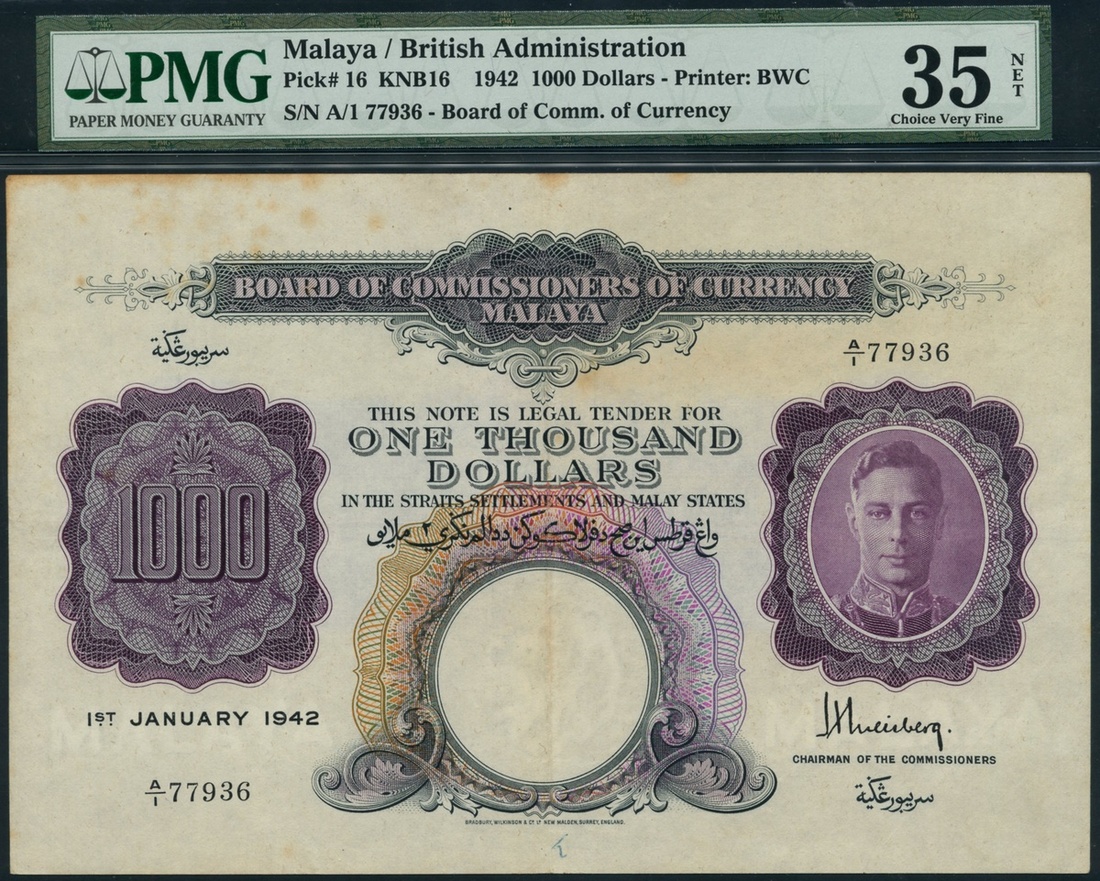 PMG
PAPER MONEY GUARANTY
Malaya / British Administration
Pick# 16 KNB16 1942 1000 Dollars - Printer: BWC
S/N A/1 77936 - Board of Comm. of Currency
35
NET
Choice Very Fine
BOARD OF COMMISSIONERS OF CURRENCY
MALAYA
A/1 77936
THIS NOTE IS LEGAL TENDER FOR
ONE THOUSAND
DOLLARS
IN THE STRAITS SETTLEMENTS AND MALAY STATES
1000
1ST JANUARY 1942
CHAIRMAN OF THE COMMISSIONERS
A/1 77936
BRADBURY, WILKINSON & Cº Lº NEW MALDEN, SURREY, ENGLAND.